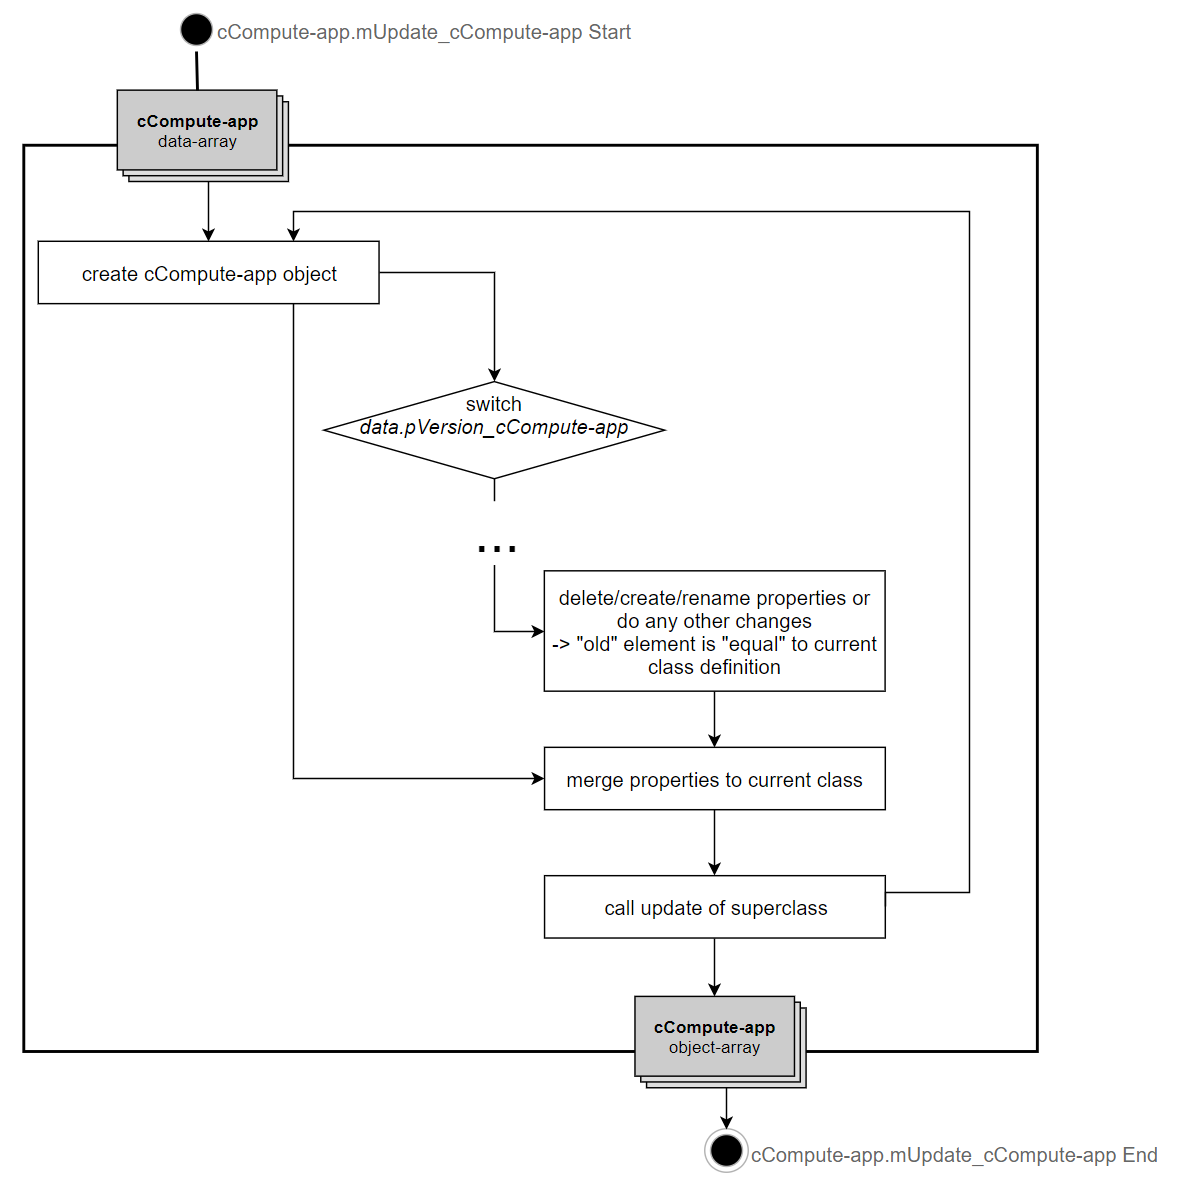 cCompute-app.mUpdate_cCompute-app Start
cCompute-app
data-array
create cCompute-app object
switch
data.pVersion_cCompute-app
...
delete/create/rename properties or
do any other changes
-> "old" element is "equal" to current
class definition
merge properties to current class
call update of superclass
cCompute-app
object-array
cCompute-app.mUpdate_cCompute-app End